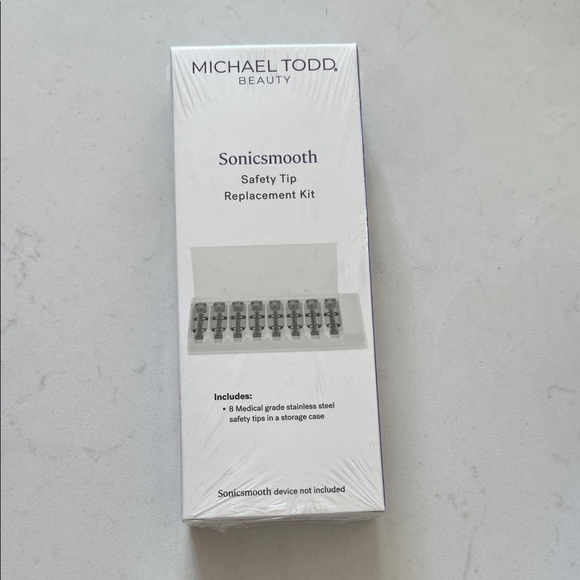 MICHAEL TODD®
BEAUTY
Sonicsmooth
Safety Tip
Replacement Kit
Includes:
• 8 Medical grade stainless steel
safety tips in a storage case
Sonicsmooth device not included